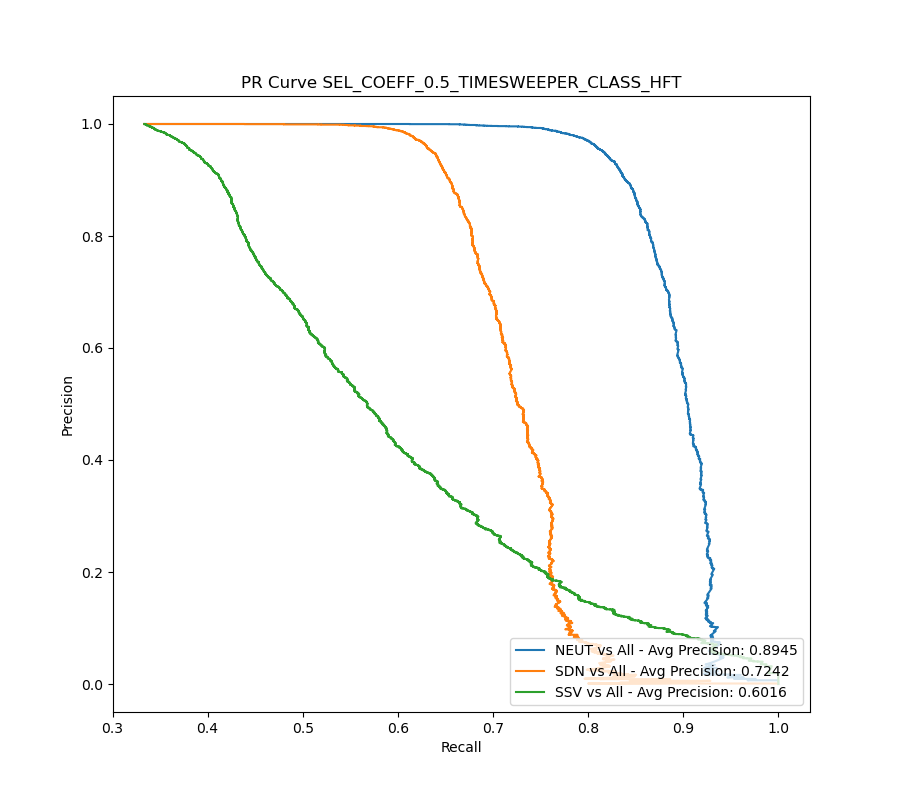 PR Curve SEL_COEFF_0.5_TIMESWEEPER_CLASS_HFT
1.0
0.8
0.6
0.4
0.2
0.0
Precision
NEUT vs All - Avg Precision: 0.8945
SDN vs All - Avg Precision: 0.7242
SSV vs All - Avg Precision: 0.6016
0.3 0.4 0.5 0.6 0.7 0.8 0.9 1.0
Recall